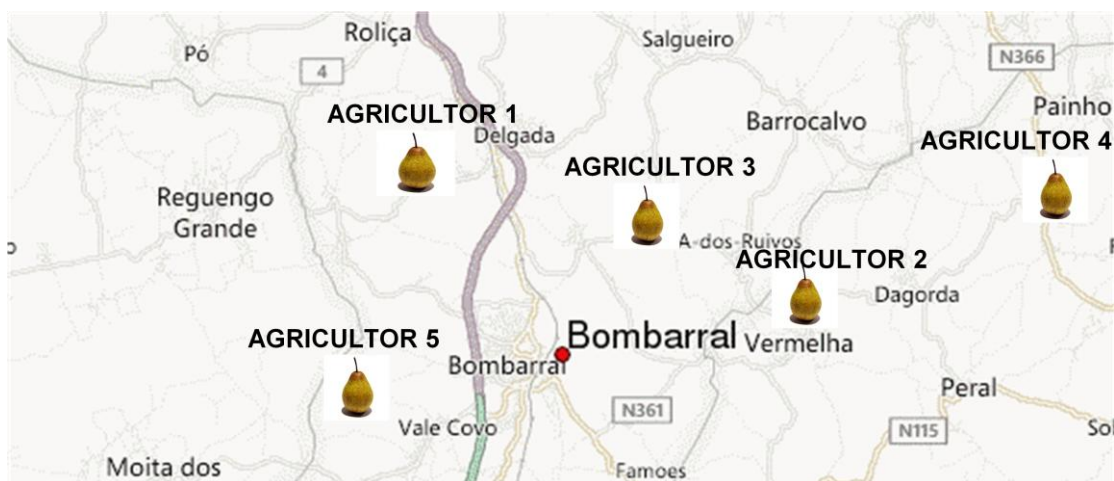 Roliça
Salgueiro
Pó
4
N366
AGRICULTOR 1
Delgada
Barrocalvo
Painho
AGRICULTOR 3
AGRICULTOR 4
Reguengo
Grande
A-dos-Ruivos
AGRICULTOR 2
Dagorda
AGRICULTOR 5
Bombarral
Vermelha
Bombarral
Peral
N361
Vale Covo
N115
Sol
Moita dos
Famoes